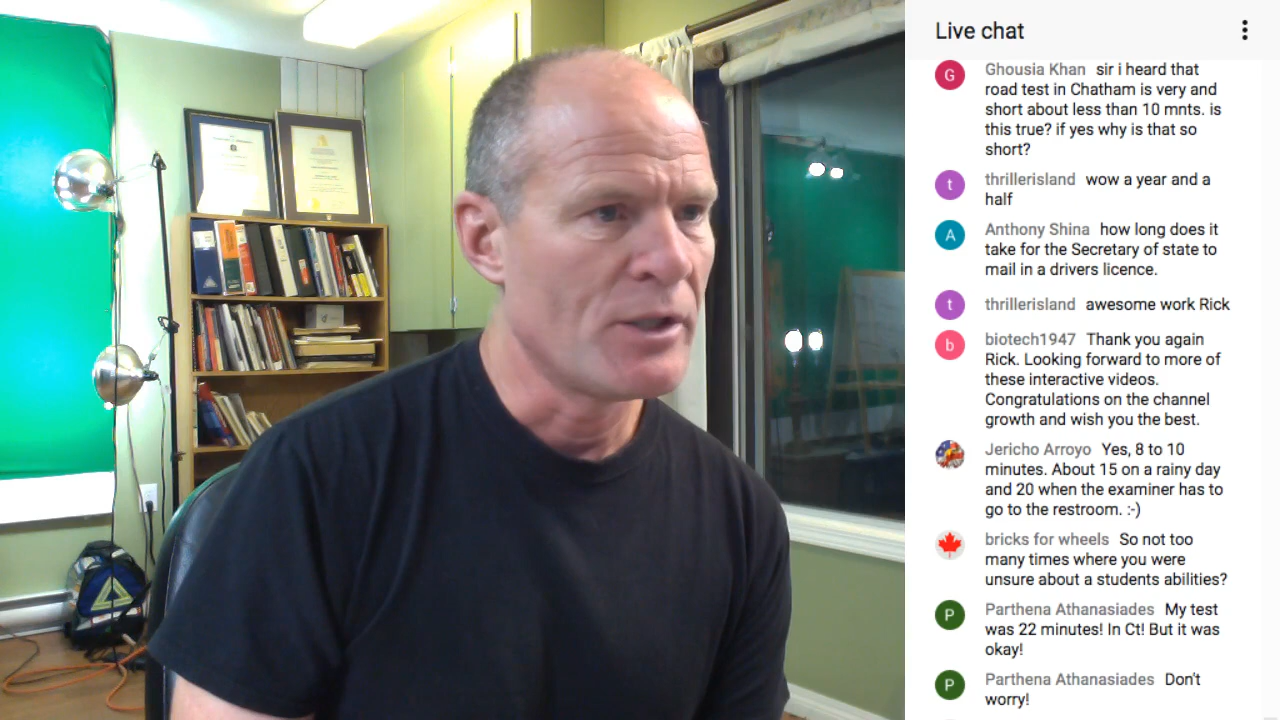 Live chat
Ghousia Khan sir i heard that
road test in Chatham is very and
short about less than 10 mnts. is
this true? if yes why is that so
short?
thrillerisland wow a year and a
half
Anthony Shina how long does it
take for the Secretary of state to
mail in a drivers licence.
thrillerisland awesome work Rick
biotech1947 Thank you again
Rick. Looking forward to more of
these interactive videos.
Congratulations on the channel
growth and wish you the best.
Jericho Arroyo Yes, 8 to 10
minutes. About 15 on a rainy day
and 20 when the examiner has to
go to the restroom. :-)
bricks for wheels So not too
many times where you were
unsure about a students abilities?
Parthena Athanasiades My test
was 22 minutes! In Ct! But it was
okay!
Parthena Athanasiades Don't
worry!